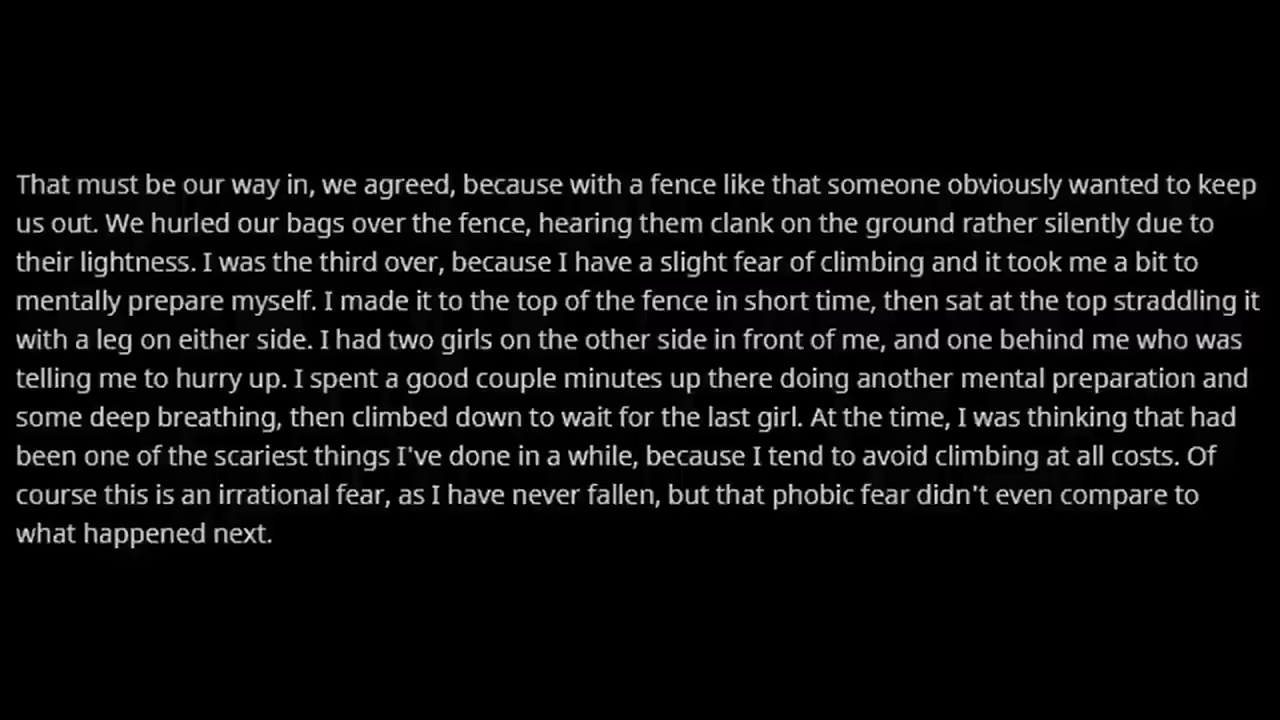 That must be our way in, we agreed, because with a fence like that someone obviously wanted to keep
us out. We hurled our bags over the fence, hearing them clank on the ground rather silently due to
their lightness. I was the third over, because I have a slight fear of climbing and it took me a bit to
mentally prepare myself. I made it to the top of the fence in short time, then sat at the top straddling it
with a leg on either side. I had two girls on the other side in front of me, and one behind me who was
telling me to hurry up. I spent a good couple minutes up there doing another mental preparation and
some deep breathing, then climbed down to wait for the last girl. At the time, I was thinking that had
been one of the scariest things I've done in a while, because I tend to avoid climbing at all costs. Of
course this is an irrational fear, as I have never fallen, but that phobic fear didn't even compare to
what happened next.